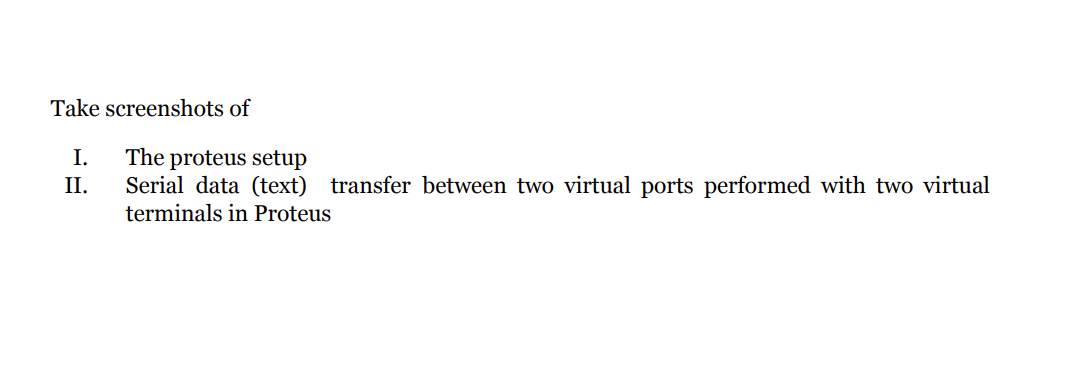 Take screenshots of
I. The proteus setup
II. Serial data (text) transfer between two virtual ports performed with two virtual
terminals in Proteus